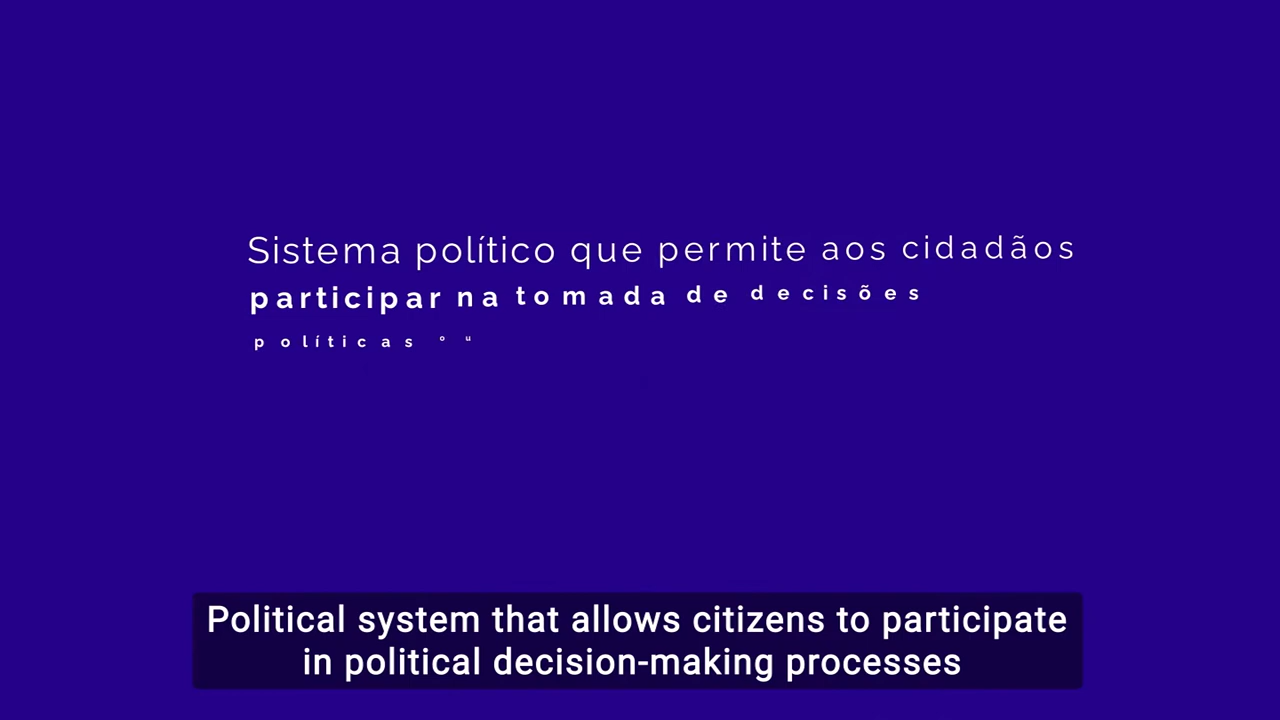 Sistema político que permite aos cidadãos
participar na tomada de decisões
políticas ou
Political system that allows citizens to participate
in political decision-making processes